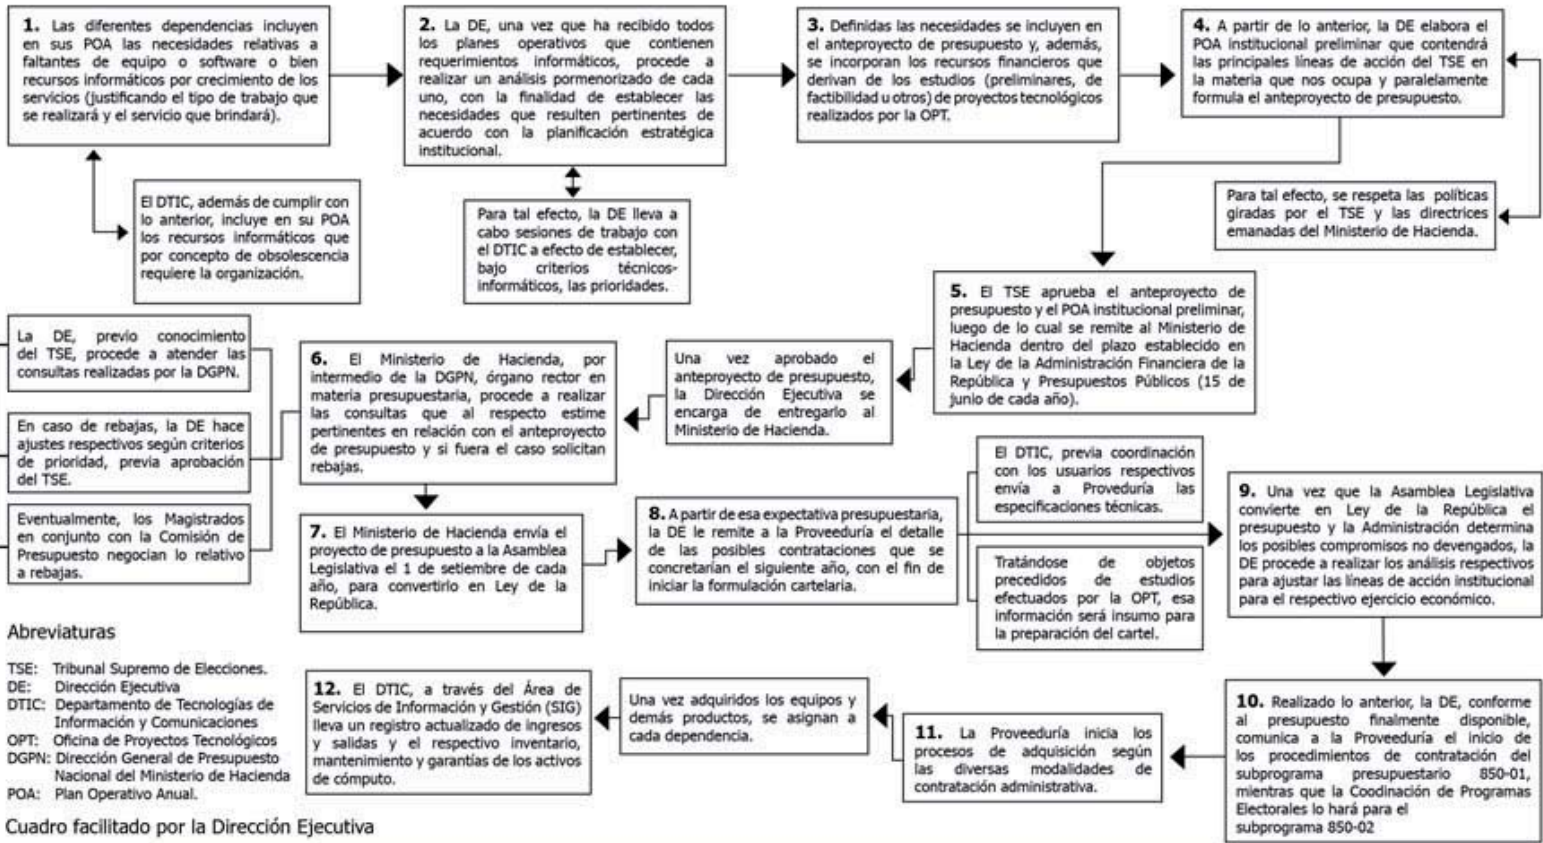 1. Las diferentes dependencias incluyen
en sus POA las necesidades relativas a
faltantes de equipo o software o bien
recursos informáticos por crecimiento de los
servicios (justificando el tipo de trabajo que
se realizará y el servicio que brindará).
El DTIC, además de cumplir con
lo anterior, incluye en su POA
los recursos informáticos que
por concepto de obsolescencia
requiere la organización.
2. La DE, una vez que ha recibido todos
los planes operativos que contienen
requerimientos informáticos, procede a
realizar un análisis pormenorizado de cada
uno, con la finalidad de establecer las
necesidades que resulten pertinentes de
acuerdo con la planificación estratégica
institucional.
Para tal efecto, la DE lleva a
cabo sesiones de trabajo con
el DTIC a efecto de establecer,
bajo criterios técnicos-
informáticos, las prioridades.
3. Definidas las necesidades se incluyen en
el anteproyecto de presupuesto y, además,
se incorporan los recursos financieros que
derivan de los estudios (preliminares, de
factibilidad u otros) de proyectos tecnológicos
realizados por la OPT.
4. A partir de lo anterior, la DE elabora el
POA institucional preliminar que contendrá
las principales líneas de acción del TSE en
la materia que nos ocupa y paralelamente
formula el anteproyecto de presupuesto.
Para tal efecto, se respeta las políticas
giradas por el TSE y las directrices
emanadas del Ministerio de Hacienda.
5. El TSE aprueba el anteproyecto de
presupuesto y el POA institucional preliminar,
luego de lo cual se remite al Ministerio de
Hacienda dentro del plazo establecido en
la Ley de la Administración Financiera de la
República y Presupuestos Públicos (15 de
junio de cada año).
Una vez aprobado el
anteproyecto de presupuesto,
la Dirección Ejecutiva se
encarga de entregarlo al
Ministerio de Hacienda.
6. El Ministerio de Hacienda, por
intermedio de la DGPN, órgano rector en
materia presupuestaria, procede a realizar
las consultas que al respecto estime
pertinentes en relación con el anteproyecto
de presupuesto y si fuera el caso solicitan
rebajas.
La DE, previo conocimiento
del TSE, procede a atender las
consultas realizadas por la DGPN.
En caso de rebajas, la DE hace
ajustes respectivos según criterios
de prioridad, previa aprobación
del TSE.
Eventualmente, los Magistrados
en conjunto con la Comisión de
Presupuesto negocian lo relativo
a rebajas.
7. El Ministerio de Hacienda envía el
proyecto de presupuesto a la Asamblea
Legislativa el 1 de setiembre de cada
año, para convertirlo en Ley de la
República.
8. A partir de esa expectativa presupuestaria,
la DE le remite a la Proveeduría el detalle
de las posibles contrataciones que se
concretarían el siguiente año, con el fin de
iniciar la formulación cartelaria.
El DTIC, previa coordinación
con los usuarios respectivos
envía a Proveduría las
especificaciones técnicas.
Tratándose de objetos
precedidos de estudios
efectuados por la OPT, esa
información será insumo para
la preparación del cartel.
9. Una vez que la Asamblea Legislativa
convierte en Ley de la República el
presupuesto y la Administración determina
los posibles compromisos no devengados, la
DE procede a realizar los análisis respectivos
para ajustar las líneas de acción institucional
para el respectivo ejercicio económico.
10. Realizado lo anterior, la DE, conforme
al presupuesto finalmente disponible,
comunica a la Proveeduría el inicio de
los procedimientos de contratación del
subprograma presupuestario 850-01,
mientras que la Coodinación de Programas
Electorales lo hará para el
subprograma 850-02
11. La Proveeduría inicia los
procesos de adquisición según
las diversas modalidades de
contratación administrativa.
Una vez adquiridos los equipos y
demás productos, se asignan a
cada dependencia.
12. El DTIC, a través del Área de
Servicios de Información y Gestión (SIG)
lleva un registro actualizado de ingresos
y salidas y el respectivo inventario,
mantenimiento y garantías de los activos
de cómputo.
Abreviaturas
TSE: Tribunal Supremo de Elecciones.
DE: Dirección Ejecutiva
DTIC: Departamento de Tecnologías de
Información y Comunicaciones
OPT: Oficina de Proyectos Tecnológicos
DGPN: Dirección General de Presupuesto
Nacional del Ministerio de Hacienda
POA: Plan Operativo Anual.
Cuadro facilitado por la Dirección Ejecutiva